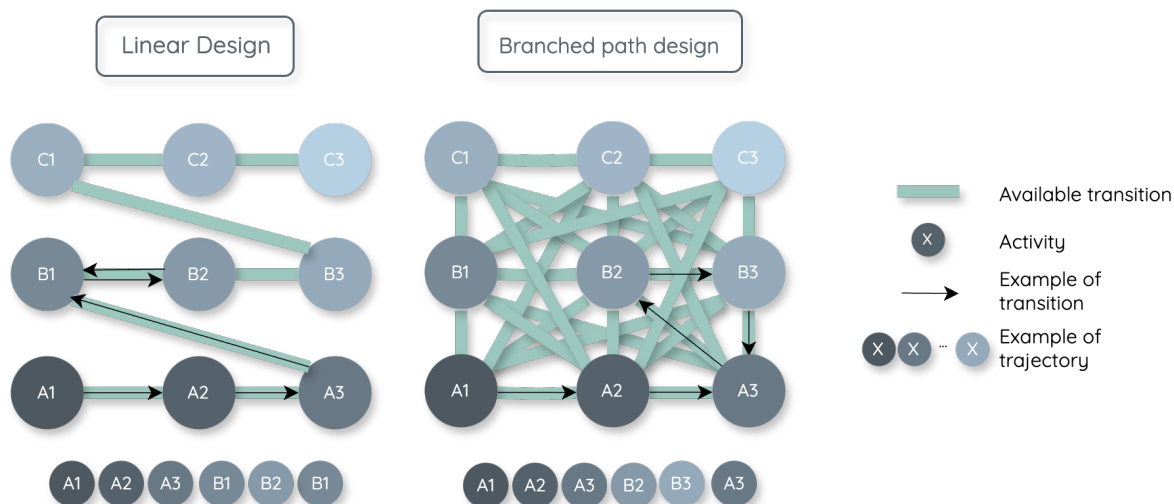 Linear Design
Branched path design
C1 C2 C3
C1 C2 C3
B1 B2 B3
B1 B2 B3
A1 A2 A3
A1 A2 A3
A1 A2 A3 B1 B2 B1
A1 A2 A3 B2 B3 A3
Available transition
X Activity
Example of
transition
X X ... X Example of
trajectory